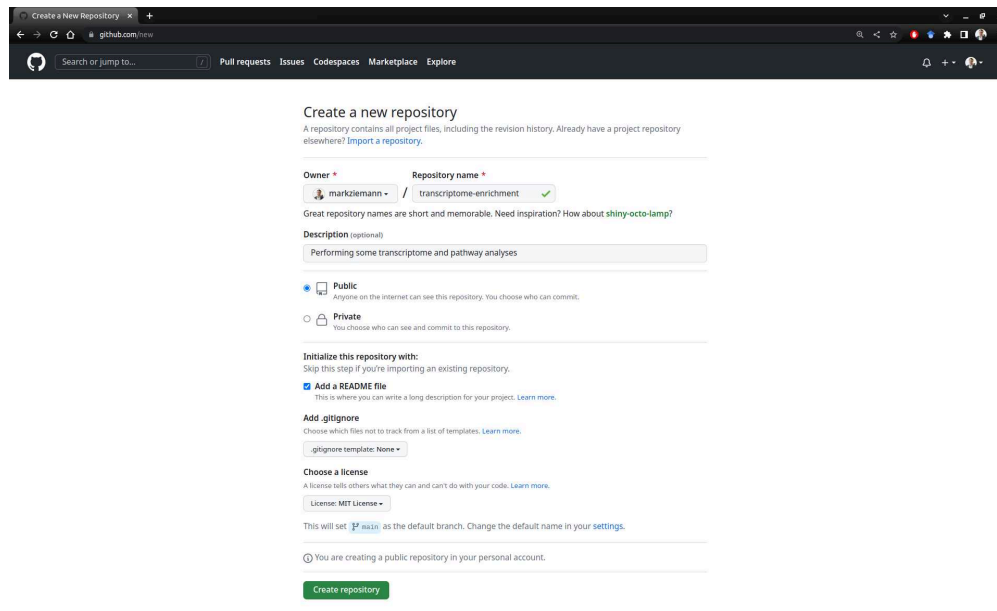 Create a New Repository
github.com/new
Search or jump to...
/
Pull requests Issues Codespaces Marketplace Explore
Create a new repository
A repository contains all project files, including the revision history. Already have a project repository
elsewhere? Import a repository.
Owner * Repository name *
markziemann / transcriptome-enrichment
Great repository names are short and memorable. Need inspiration? How about shiny-octo-lamp?
Description (optional)
Performing some transcriptome and pathway analyses
Public
Anyone on the internet can see this repository. You choose who can commit.
Private
You choose who can see and commit to this repository.
Initialize this repository with:
Skip this step if you're importing an existing repository.
Add a README file
This is where you can write a long description for your project. Learn more.
Add .gitignore
Choose which files not to track from a list of templates. Learn more.
.gitignore template: None
Choose a license
A license tells others what they can and can't do with your code. Learn more.
License: MIT License
This will set main as the default branch. Change the default name in your settings.
You are creating a public repository in your personal account.
Create repository